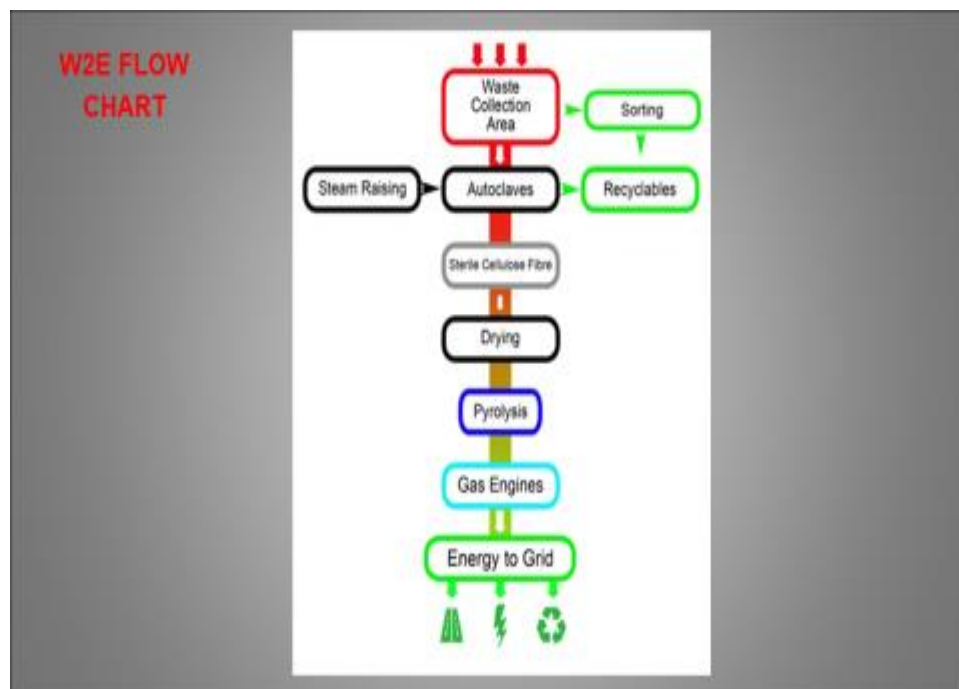 W2E FLOW
CHART
Waste
Collection
Area
Sorting
Steam Raising
Autoclaves
Recyclables
Sterile Cellulose Fibre
Drying
Pyrolysis
Gas Engines
Energy to Grid